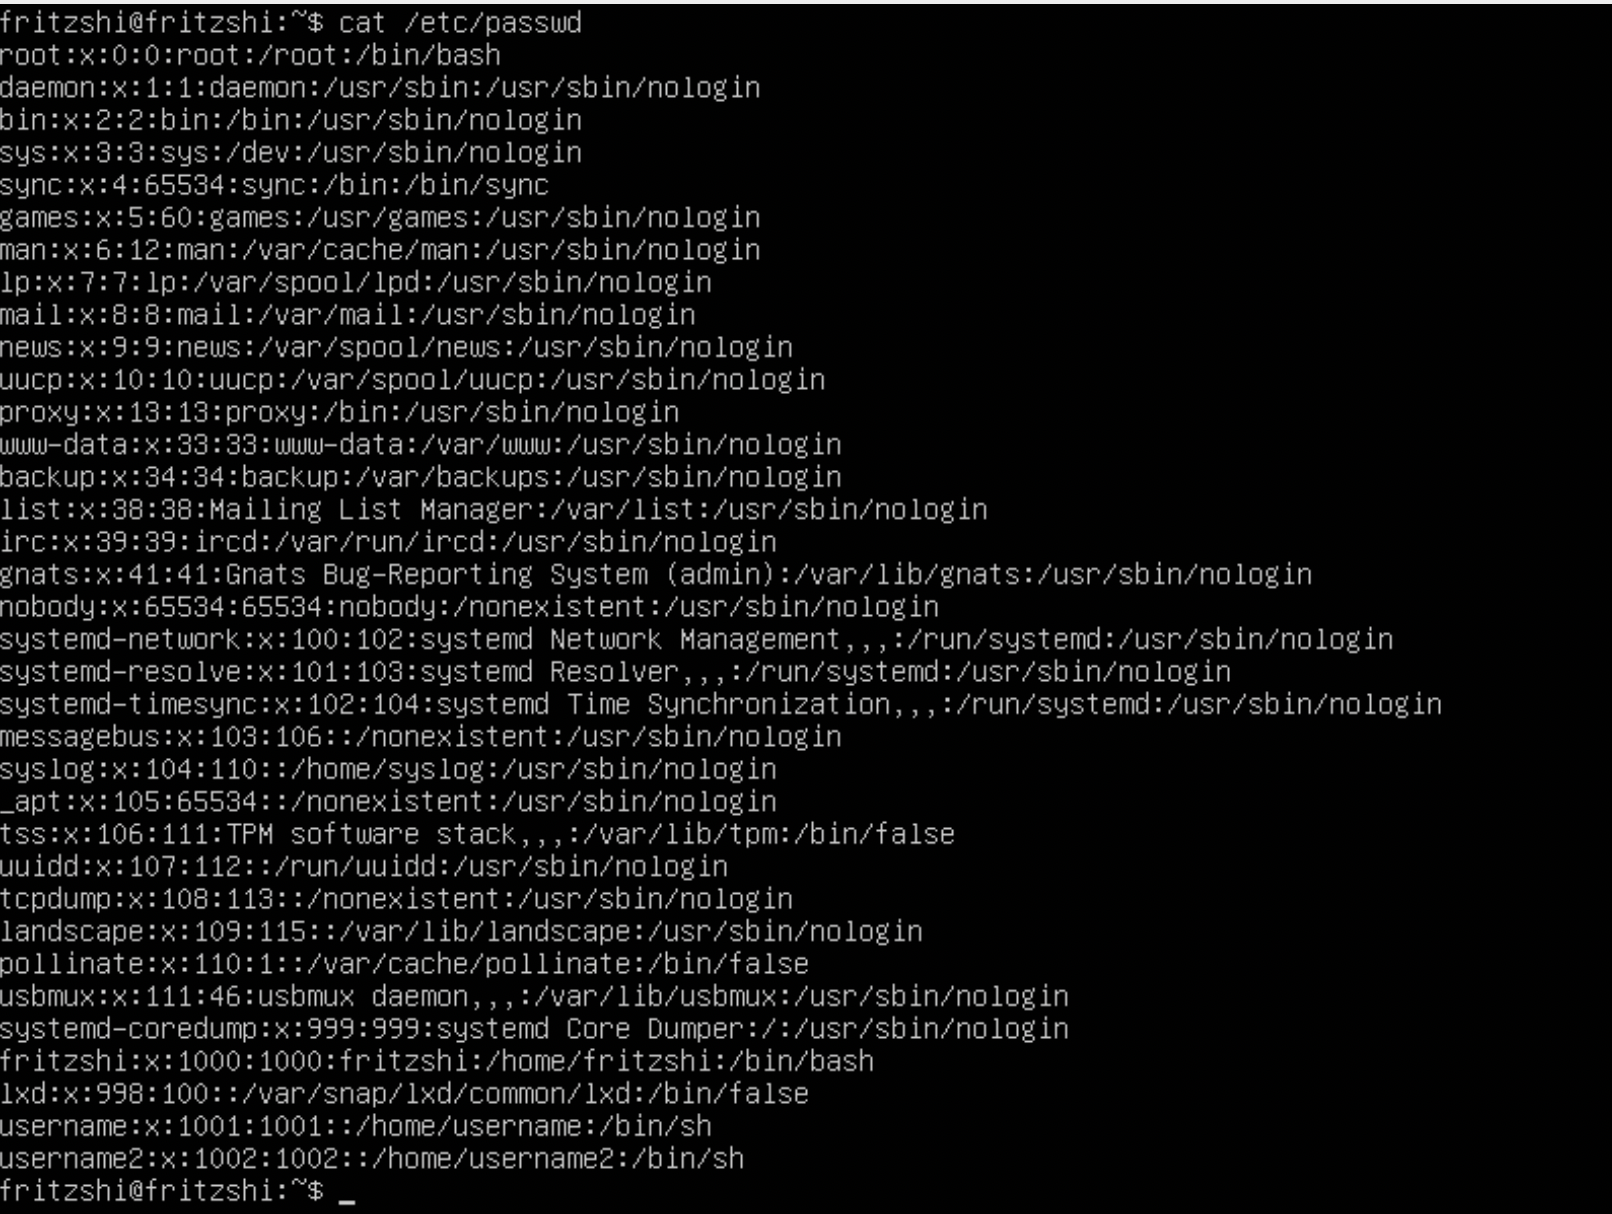 fritzshi@fritzshi:~$ cat /etc/passwd
root:x:0:0:root:/root:/bin/bash
daemon:x:1:1:daemon:/usr/sbin:/usr/sbin/nologin
bin:x:2:2:bin:/bin:/usr/sbin/nologin
sys:x:3:3:sys:/dev:/usr/sbin/nologin
sync:x:4:65534:sync:/bin:/bin/sync
games:x:5:60:games:/usr/games:/usr/sbin/nologin
man:x:6:12:man:/var/cache/man:/usr/sbin/nologin
lp:x:7:7:lp:/var/spool/lpd:/usr/sbin/nologin
mail:x:8:8:mail:/var/mail:/usr/sbin/nologin
news:x:9:9:news:/var/spool/news:/usr/sbin/nologin
uucp:x:10:10:uucp:/var/spool/uucp:/usr/sbin/nologin
proxy:x:13:13:proxy:/bin:/usr/sbin/nologin
www-data:x:33:33:www-data:/var/www:/usr/sbin/nologin
backup:x:34:34:backup:/var/backups:/usr/sbin/nologin
list:x:38:38:Mailing List Manager:/var/list:/usr/sbin/nologin
irc:x:39:39:ircd:/var/run/ircd:/usr/sbin/nologin
gnats:x:41:41:Gnats Bug-Reporting System (admin):/var/lib/gnats:/usr/sbin/nologin
nobody:x:65534:65534:nobody:/nonexistent:/usr/sbin/nologin
systemd-network:x:100:102:systemd Network Management,,,:/run/systemd:/usr/sbin/nologin
systemd-resolve:x:101:103:systemd Resolver,,,:/run/systemd:/usr/sbin/nologin
systemd-timesync:x:102:104:systemd Time Synchronization,,,:/run/systemd:/usr/sbin/nologin
messagebus:x:103:106::/nonexistent:/usr/sbin/nologin
syslog:x:104:110::/home/syslog:/usr/sbin/nologin
_apt:x:105:65534::/nonexistent:/usr/sbin/nologin
tss:x:106:111:TPM software stack,,,:/var/lib/tpm:/bin/false
uuidd:x:107:112::/run/uuidd:/usr/sbin/nologin
tcpdump:x:108:113::/nonexistent:/usr/sbin/nologin
landscape:x:109:115::/var/lib/landscape:/usr/sbin/nologin
pollinate:x:110:1::/var/cache/pollinate:/bin/false
usbmux:x:111:46:usbmux daemon,,,:/var/lib/usbmux:/usr/sbin/nologin
systemd-coredump:x:999:999:systemd Core Dumper:/:/usr/sbin/nologin
fritzshi:x:1000:1000:fritzshi:/home/fritzshi:/bin/bash
lxd:x:998:100::/var/snap/lxd/common/lxd:/bin/false
username:x:1001:1001::/home/username:/bin/sh
username2:x:1002:1002::/home/username2:/bin/sh
fritzshi@fritzshi:~$ _